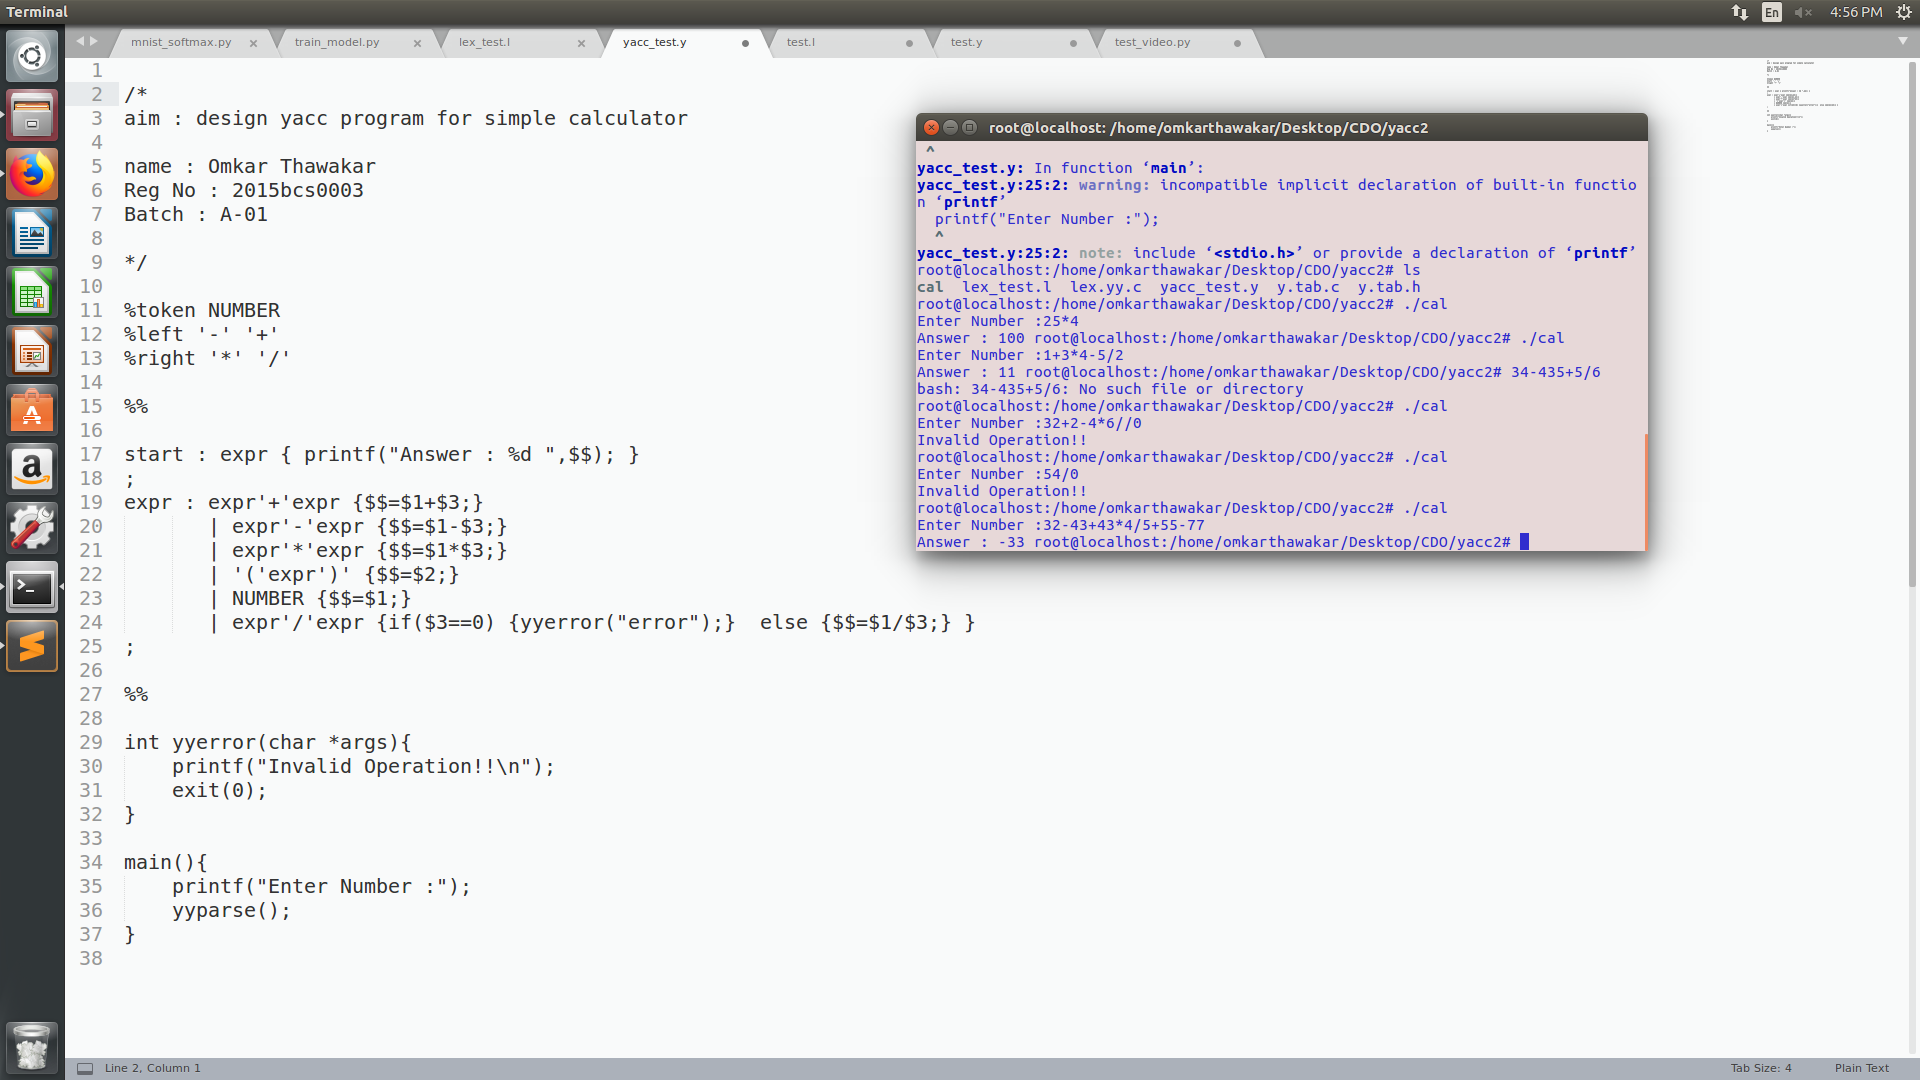 Terminal
En
4:56 PM
mnist_softmax.py
train_model.py
lex_test.l
yacc_test.y
test.l
test.y
test_video.py
1
2 /*
3 aim : design yacc program for simple calculator
4
5 name : Omkar Thawakar
6 Reg No : 2015bcs0003
7 Batch : A-01
8
9 */
10
11 %token NUMBER
12 %left '-' '+'
13 %right '*' '/'
14
15 %%
16
17 start : expr { printf("Answer : %d ",$$); }
18 ;
19 expr : expr'+'expr {$$=$1+$3;}
20 | expr'-'expr {$$=$1-$3;}
21 | expr'*'expr {$$=$1*$3;}
22 | '('expr')' {$$=$2;}
23 | NUMBER {$$=$1;}
24 | expr'/'expr {if($3==0) {yyerror("error");}  else {$$=$1/$3;} }
25 ;
26
27 %%
28
29 int yyerror(char *args){
30 printf("Invalid Operation!!\n");
31 exit(0);
32 }
33
34 main(){
35 printf("Enter Number :");
36 yyparse();
37 }
38
root@localhost: /home/omkarthawakar/Desktop/CDO/yacc2
^
yacc_test.y: In function ‘main’:
yacc_test.y:25:2: warning: incompatible implicit declaration of built-in functio
n ‘printf’
printf("Enter Number :");
^
yacc_test.y:25:2: note: include ‘<stdio.h>’ or provide a declaration of ‘printf’
root@localhost:/home/omkarthawakar/Desktop/CDO/yacc2# ls
cal  lex_test.l  lex.yy.c  yacc_test.y  y.tab.c  y.tab.h
root@localhost:/home/omkarthawakar/Desktop/CDO/yacc2# ./cal
Enter Number :25*4
Answer : 100 root@localhost:/home/omkarthawakar/Desktop/CDO/yacc2# ./cal
Enter Number :1+3*4-5/2
Answer : 11 root@localhost:/home/omkarthawakar/Desktop/CDO/yacc2# 34-435+5/6
bash: 34-435+5/6: No such file or directory
root@localhost:/home/omkarthawakar/Desktop/CDO/yacc2# ./cal
Enter Number :32+2-4*6//0
Invalid Operation!!
root@localhost:/home/omkarthawakar/Desktop/CDO/yacc2# ./cal
Enter Number :54/0
Invalid Operation!!
root@localhost:/home/omkarthawakar/Desktop/CDO/yacc2# ./cal
Enter Number :32-43+43*4/5+55-77
Answer : -33 root@localhost:/home/omkarthawakar/Desktop/CDO/yacc2#
Line 2, Column 1
Tab Size: 4
Plain Text